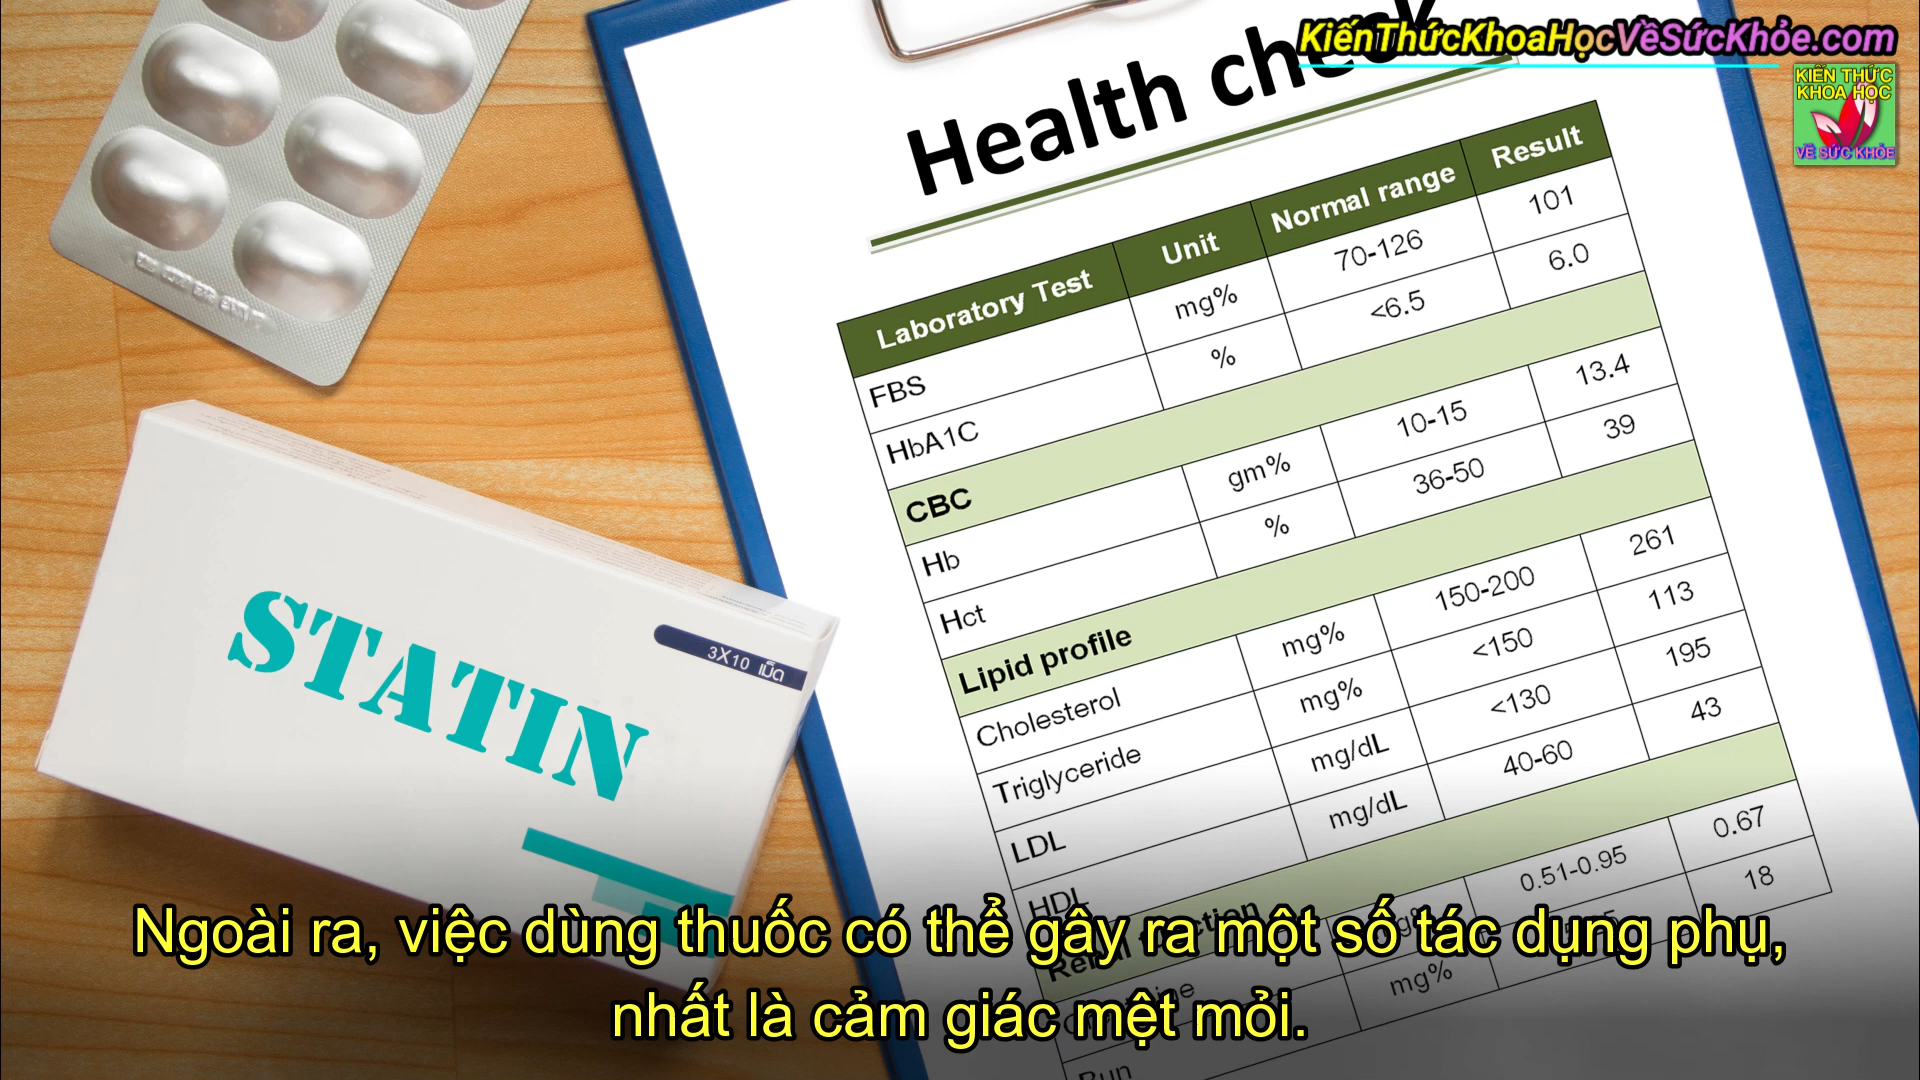 KiếnThứcKhoaHọcVềSứcKhỏe.com
KIẾN THỨC
KHOA HỌC
VỀ SỨC KHỎE
Health check
Laboratory Test Unit Normal range Result
FBS mg% 70-126 101
HbA1C % <6.5 6.0
CBC
Hb gm% 10-15 13.4
Hct % 36-50 39
Lipid profile
Cholesterol mg% 150-200 261
Triglyceride mg% <150 113
LDL mg/dL <130 195
HDL mg/dL 40-60 43
0.51-0.95 0.67
mg% 18
Bun
STATIN
3X10 เม็ด
Ngoài ra, việc dùng thuốc có thể gây ra một số tác dụng phụ,
nhất là cảm giác mệt mỏi.